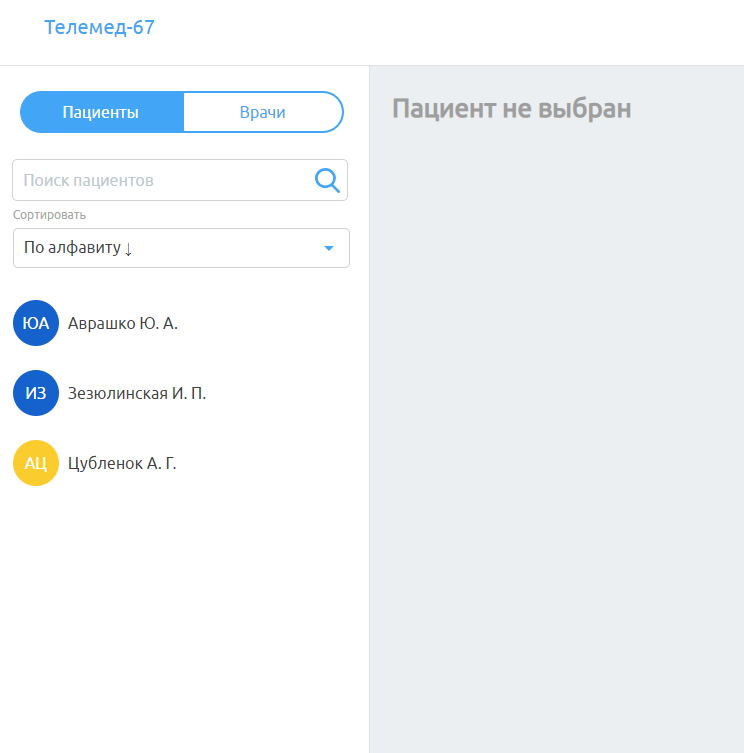 Телемед-67
Пациенты
Врачи
Поиск пациентов
Сортировать
По алфавиту ↓
ЮА
Аврашко Ю. А.
ИЗ
Зезюлинская И. П.
АЦ
Цубленок А. Г.
Пациент не выбран